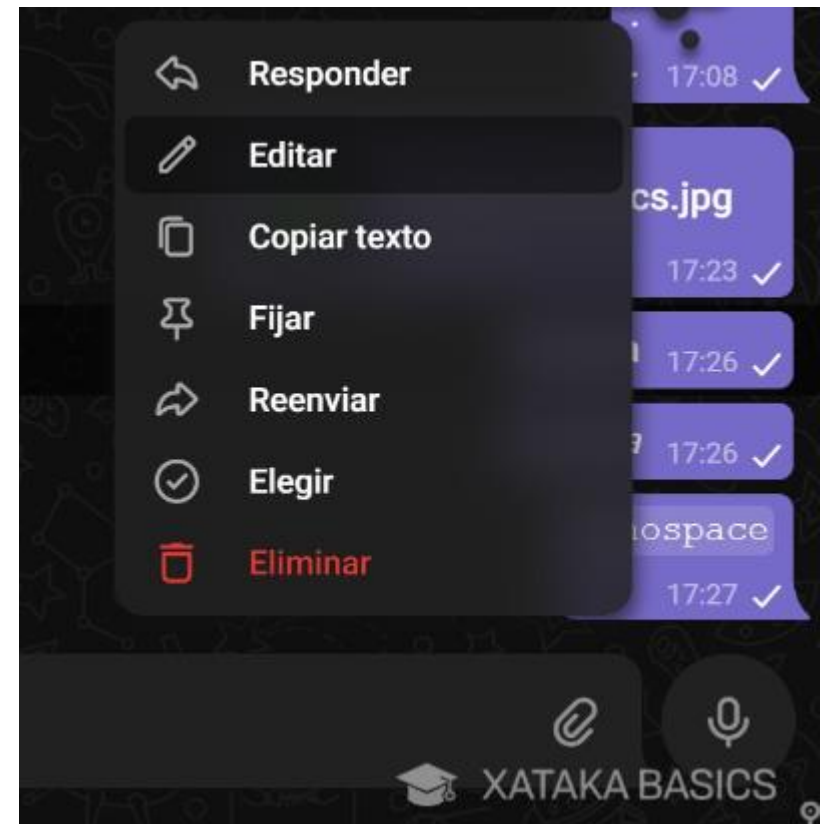 Responder
17:08
Editar
cs.jpg
Copiar texto
17:23
Fijar
17:26
Reenviar
17:26
Elegir
ospace
Eliminar
17:27
XATAKA BASICS